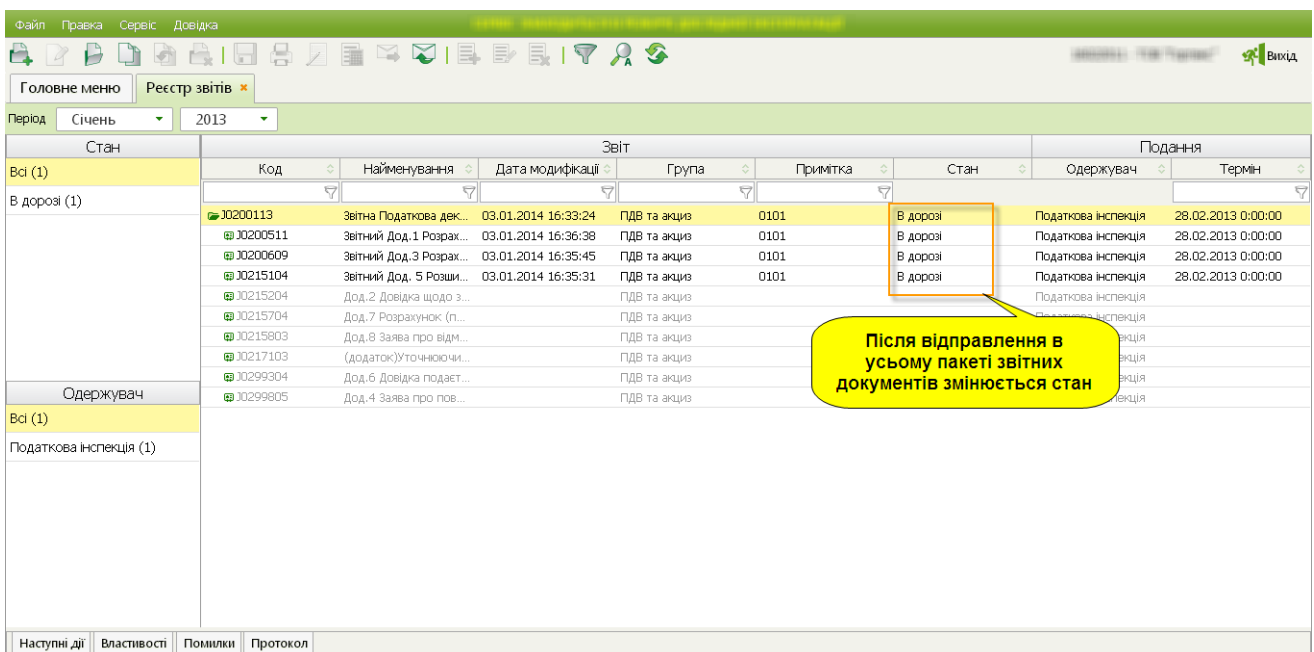 Файл Правка Сервіс Довідка
Вихід
Головне меню Реєстр звітів
Період Січень 2013
Стан Звіт Подання
Код Найменування Дата модифікації Група Примітка Стан Одержувач Термін
Всі (1)
В дорозі (1)
J0200113 Звітна Податкова дек... 03.01.2014 16:33:24 ПДВ та акциз 0101 В дорозі Податкова інспекція 28.02.2013 0:00:00
J0200511 Звітний Дод.1 Розрах... 03.01.2014 16:36:38 ПДВ та акциз 0101 В дорозі Податкова інспекція 28.02.2013 0:00:00
J0200609 Звітний Дод.3 Розрах... 03.01.2014 16:35:45 ПДВ та акциз 0101 В дорозі Податкова інспекція 28.02.2013 0:00:00
J0215104 Звітний Дод. 5 Розши... 03.01.2014 16:35:31 ПДВ та акциз 0101 В дорозі Податкова інспекція 28.02.2013 0:00:00
J0215204 Дод.2 Довідка щодо з... ПДВ та акциз Податкова інспекція
J0215704 Дод.7 Розрахунок (п... ПДВ та акциз інспекція
J0215803 Дод.8 Заява про відм... ПДВ та акциз
J0217103 (додаток)Уточнюючи... ПДВ та акциз
J0299304 Дод.6 Довідка подаєт... ПДВ та акциз
J0299805 Дод.4 Заява про пов... ПДВ та акциз
Після відправлення в
усьому пакеті звітних
документів змінюється стан
Одержувач
Всі (1)
Податкова інспекція (1)
Наступні дії Властивості Помилки Протокол